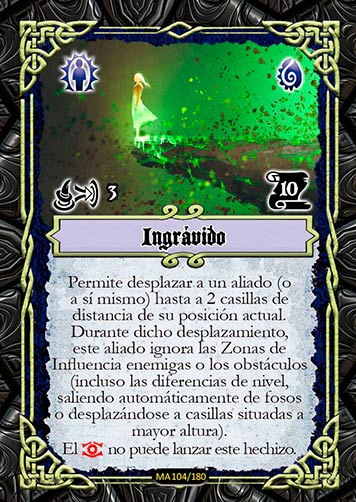 3
10
Ingrávido
Permite desplazar a un aliado (o
a sí mismo) hasta a 2 casillas de
distancia de su posición actual.
Durante dicho desplazamiento,
este aliado ignora las Zonas de
Influencia enemigas o los obstáculos
(incluso las diferencias de nivel,
saliendo automáticamente de fosos
o desplazándose a casillas situadas a
mayor altura).
El no puede lanzar este hechizo.
MA104/180